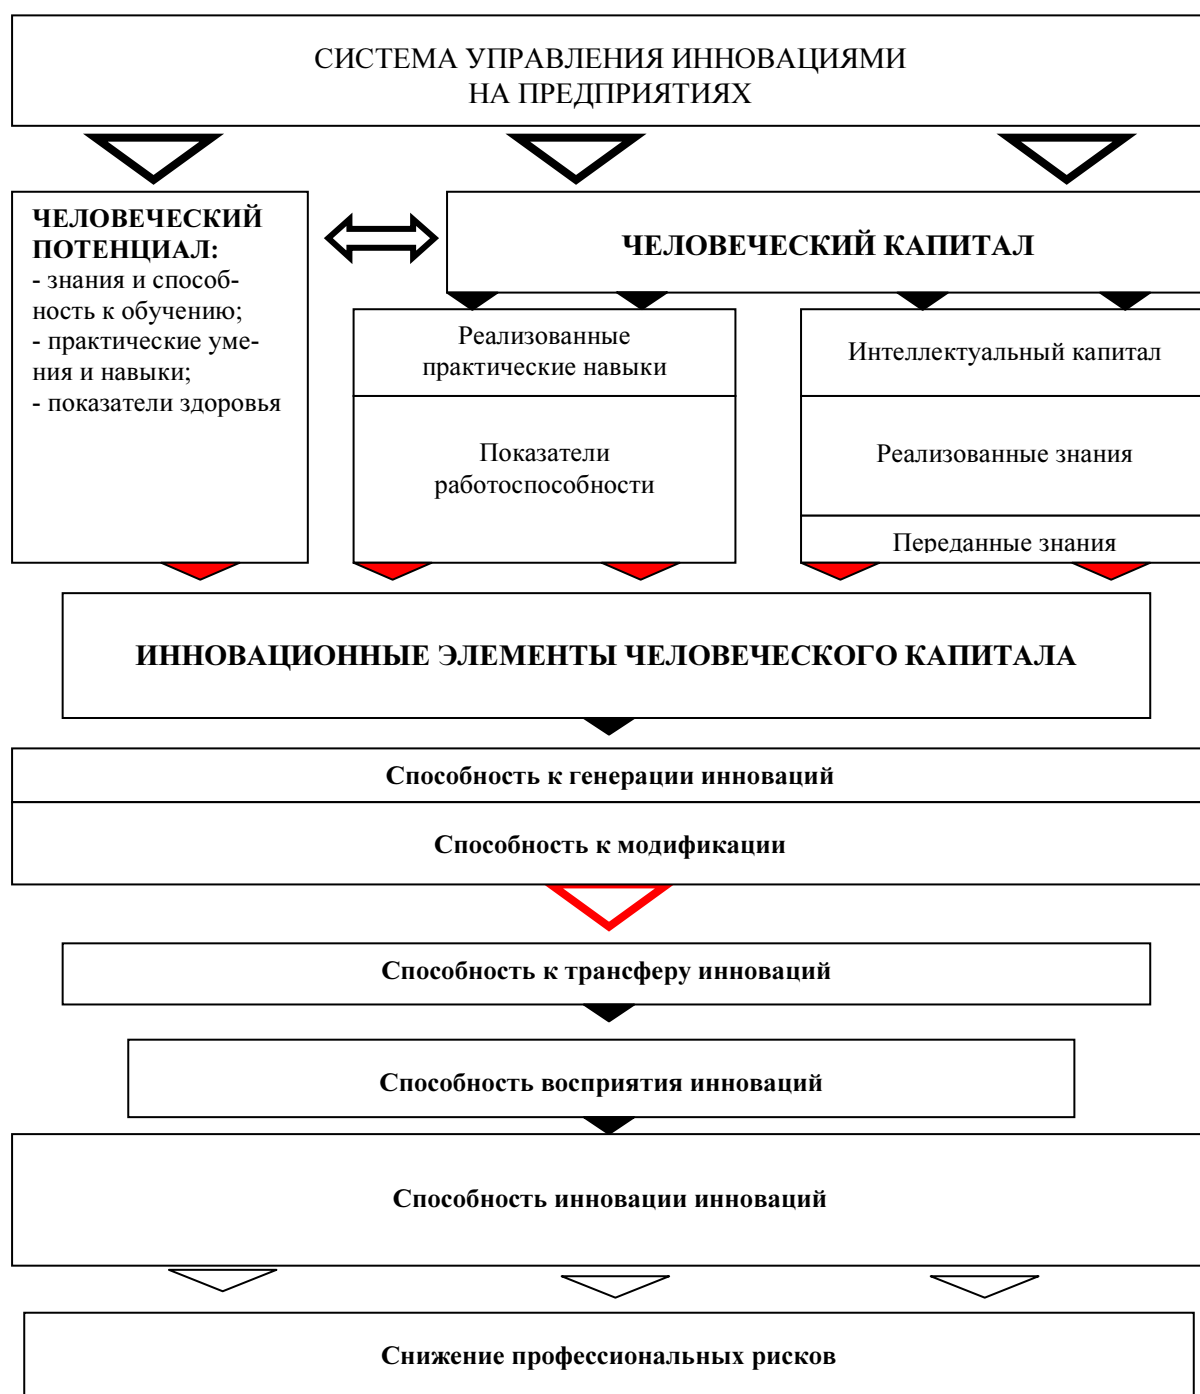 СИСТЕМА УПРАВЛЕНИЯ ИННОВАЦИЯМИ
НА ПРЕДПРИЯТИЯХ
ЧЕЛОВЕЧЕСКИЙ
ПОТЕНЦИАЛ:
- знания и способ-
ность к обучению;
- практические уме-
ния и навыки;
- показатели здоровья
ЧЕЛОВЕЧЕСКИЙ КАПИТАЛ
Реализованные
практические навыки
Показатели
работоспособности
Интеллектуальный капитал
Реализованные знания
Переданные знания
ИННОВАЦИОННЫЕ ЭЛЕМЕНТЫ ЧЕЛОВЕЧЕСКОГО КАПИТАЛА
Способность к генерации инноваций
Способность к модификации
Способность к трансферу инноваций
Способность восприятия инноваций
Способность инновации инноваций
Снижение профессиональных рисков